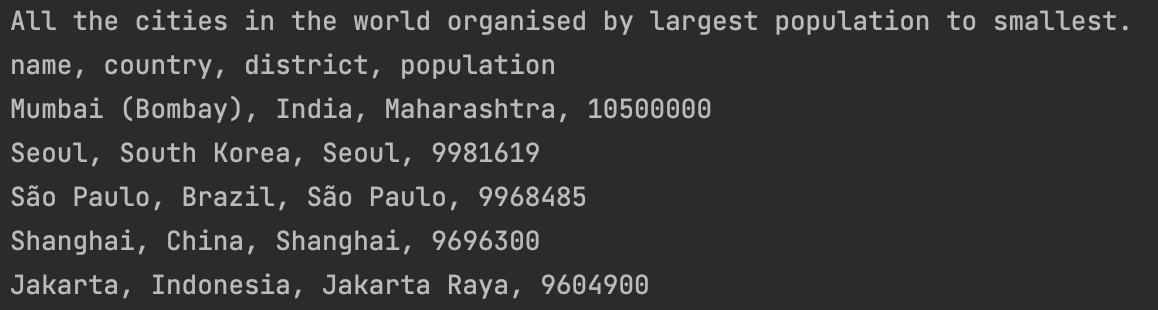 All the cities in the world organised by largest population to smallest.
name, country, district, population
Mumbai (Bombay), India, Maharashtra, 10500000
Seoul, South Korea, Seoul, 9981619
São Paulo, Brazil, São Paulo, 9968485
Shanghai, China, Shanghai, 9696300
Jakarta, Indonesia, Jakarta Raya, 9604900